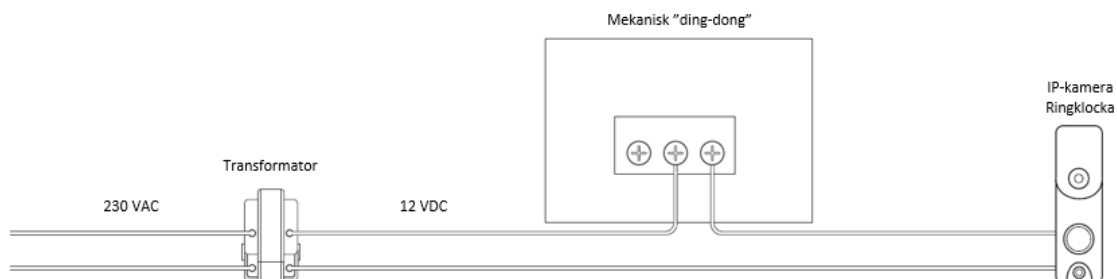 Mekanisk ”ding-dong”
IP-kamera
Ringklocka
Transformator
230 VAC
12 VDC